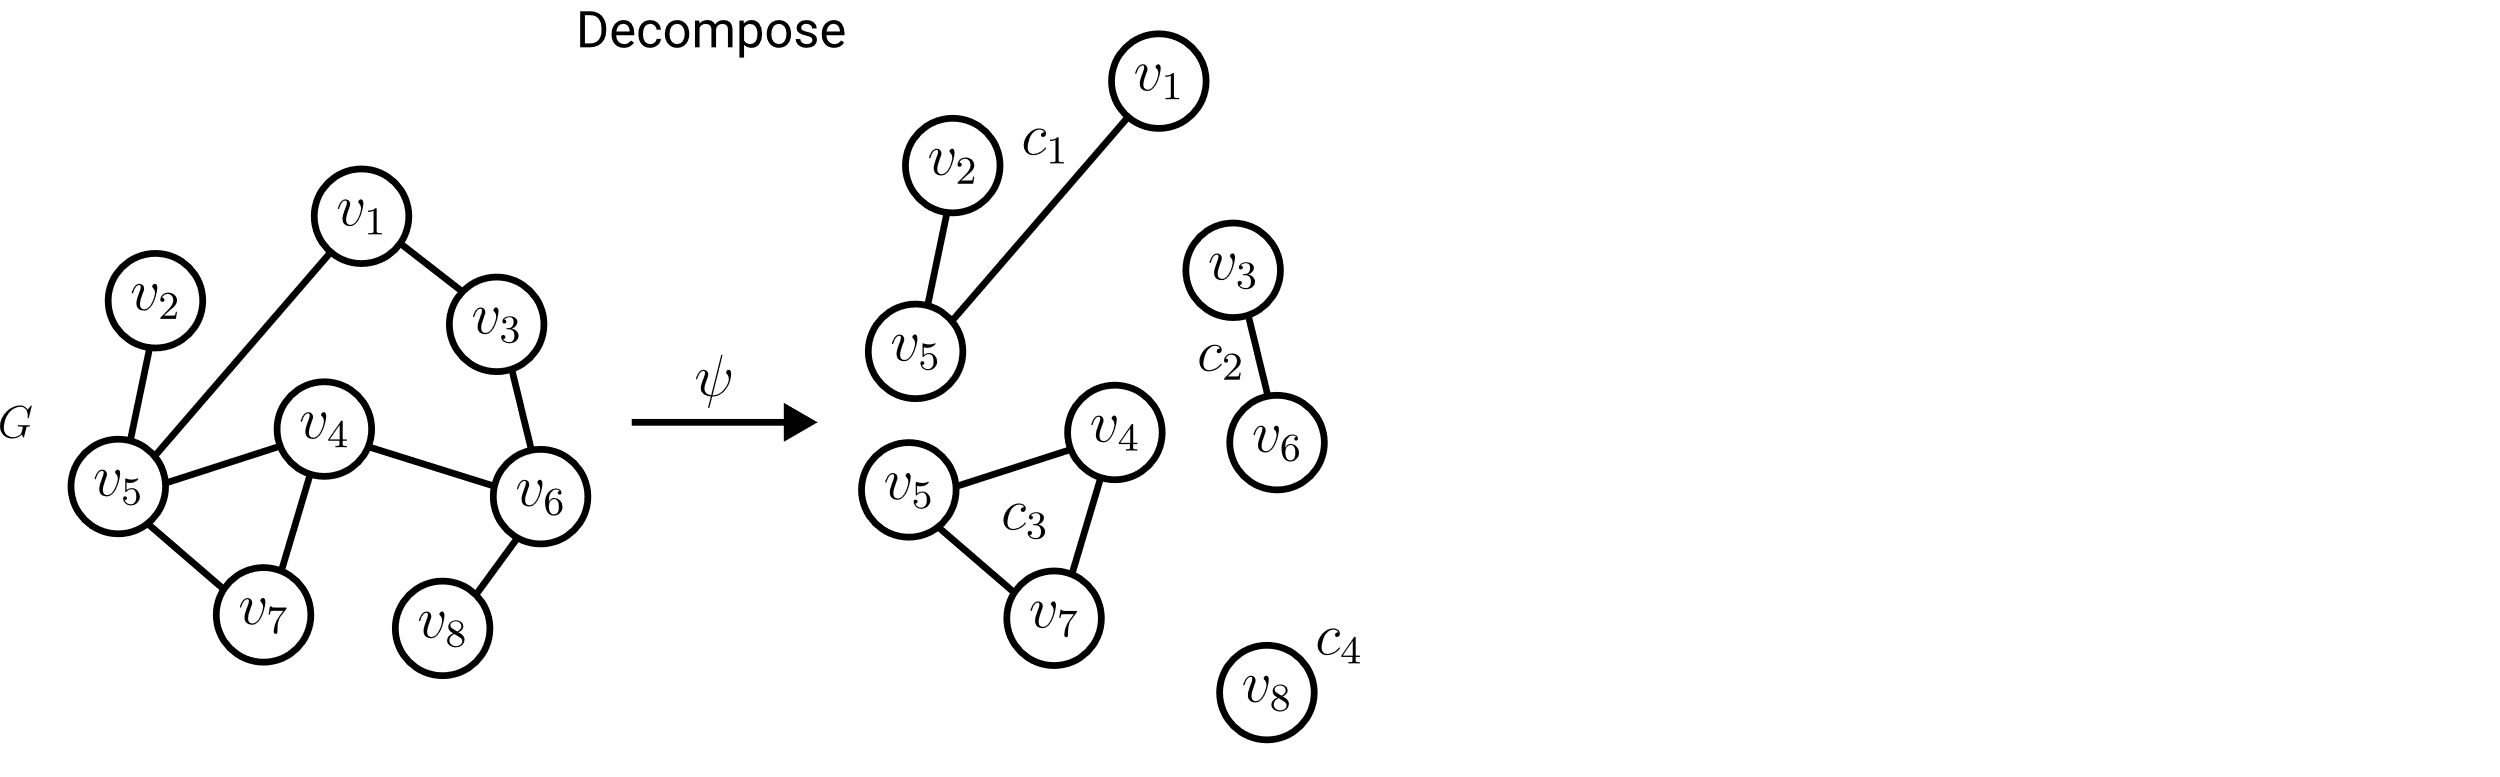 Decompose
G
v₁
v₂
v₃
v₄
v₅
v₆
v₇
v₈
ψ
v₁
v₂
c₁
v₃
v₅
c₂
v₄
v₆
v₅
c₃
v₇
c₄
v₈